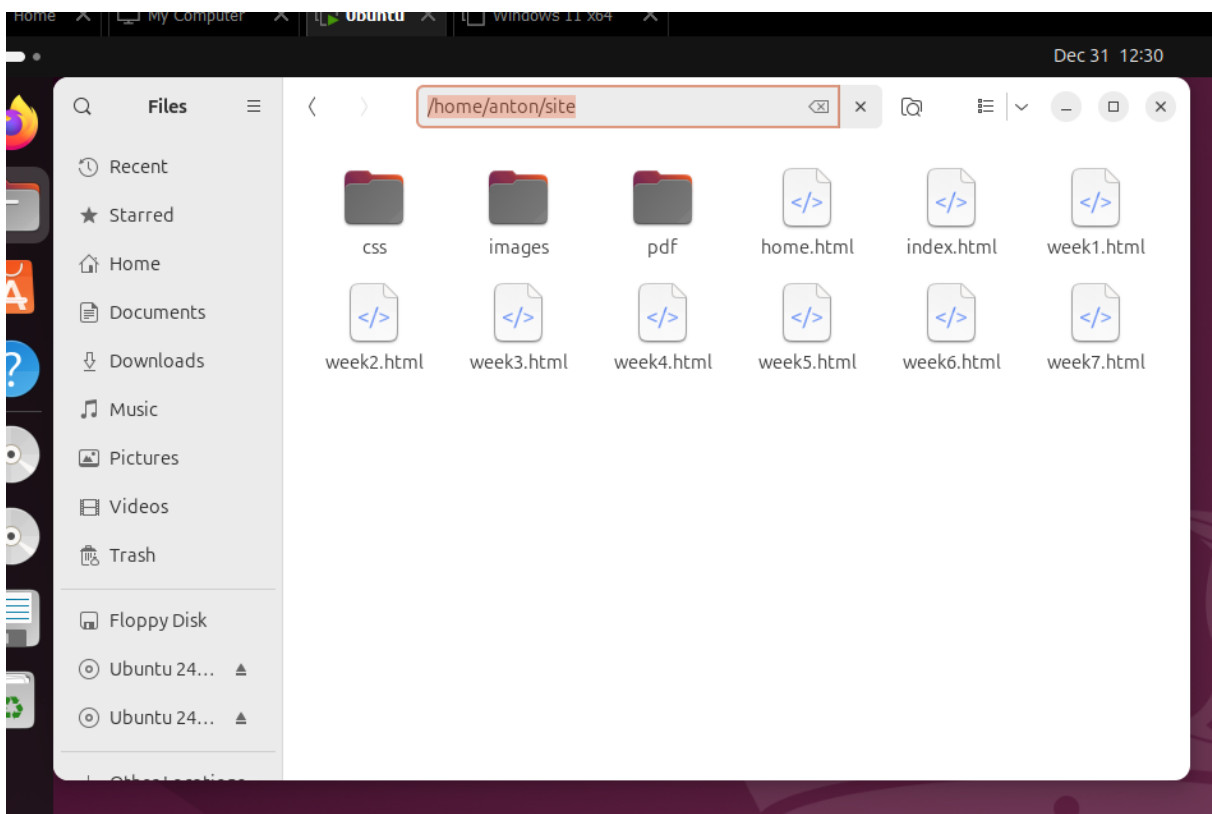 Home My Computer Ubuntu Windows 11 x64
Dec 31 12:30
Files
/home/anton/site
Recent
Starred
Home
Documents
Downloads
Music
Pictures
Videos
Trash
Floppy Disk
Ubuntu 24...
Ubuntu 24...
Other Locations
css images pdf home.html index.html week1.html
week2.html week3.html week4.html week5.html week6.html week7.html